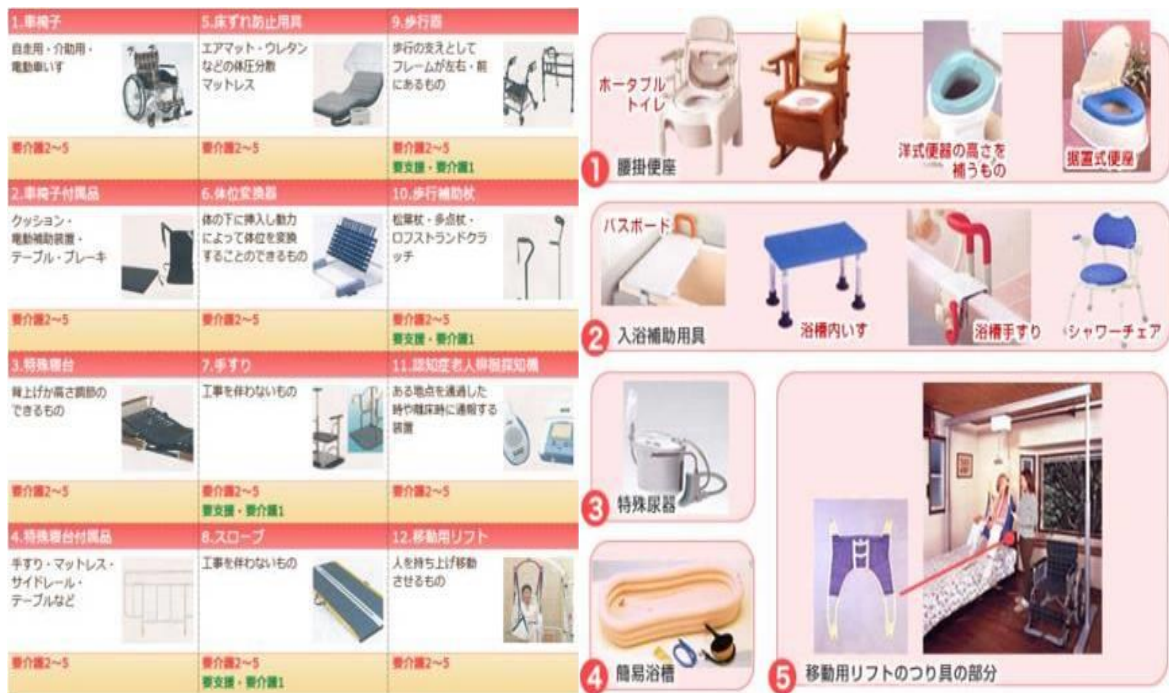 1.車椅子
自走用・介助用・
電動車いす
要介護2～5
2.車椅子付属品
クッション・
電動補助装置・
テーブル・ブレーキ
要介護2～5
3.特殊寝台
背上げか高さ調節の
できるもの
要介護2～5
4.特殊寝台付属品
手すり・マットレス・
サイドレール・
テーブルなど
要介護2～5
5.床ずれ防止用具
エアマット・ウレタン
などの体圧分散
マットレス
要介護2～5
6.体位変換器
体の下に挿入し動力
によって体位を変換
することのできるもの
要介護2～5
7.手すり
工事を伴わないもの
要介護2～5
要支援・要介護1
8.スロープ
工事を伴わないもの
要介護2～5
要支援・要介護1
9.歩行器
歩行の支えとして
フレームが左右・前
にあるもの
要介護2～5
要支援・要介護1
10.歩行補助杖
松葉杖・多点杖・
ロフストランドクラ
ッチ
要介護2～5
要支援・要介護1
11.認知症老人徘徊探知機
ある地点を通過した
時や離床時に通報する
装置
要介護2～5
12.移動用リフト
人を持ち上げ移動
させるもの
要介護2～5
ポータブル
トイレ
洋式便器の高さを
補うもの
据置式便座
1 腰掛便座
バスボード
浴槽内いす
浴槽手すり
シャワーチェア
2 入浴補助用具
3 特殊尿器
4 簡易浴槽
5 移動用リフトのつり具の部分